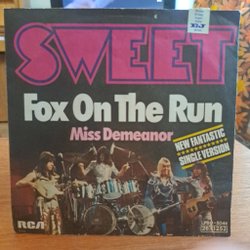 SWEET
Fox On The Run
Miss Demeanor
NEW FANTASTIC
SINGLE VERSION
RCA